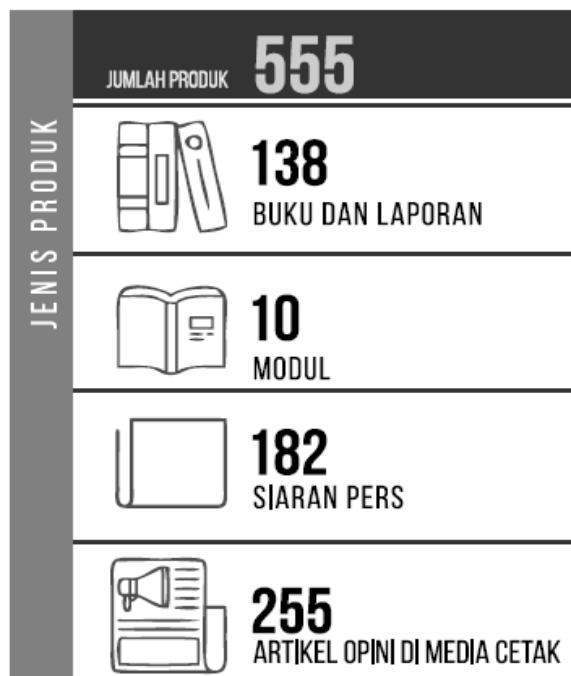 JENIS PRODUK
JUMLAH PRODUK 555
138
BUKU DAN LAPORAN
10
MODUL
182
SIARAN PERS
255
ARTIKEL OPINI DI MEDIA CETAK